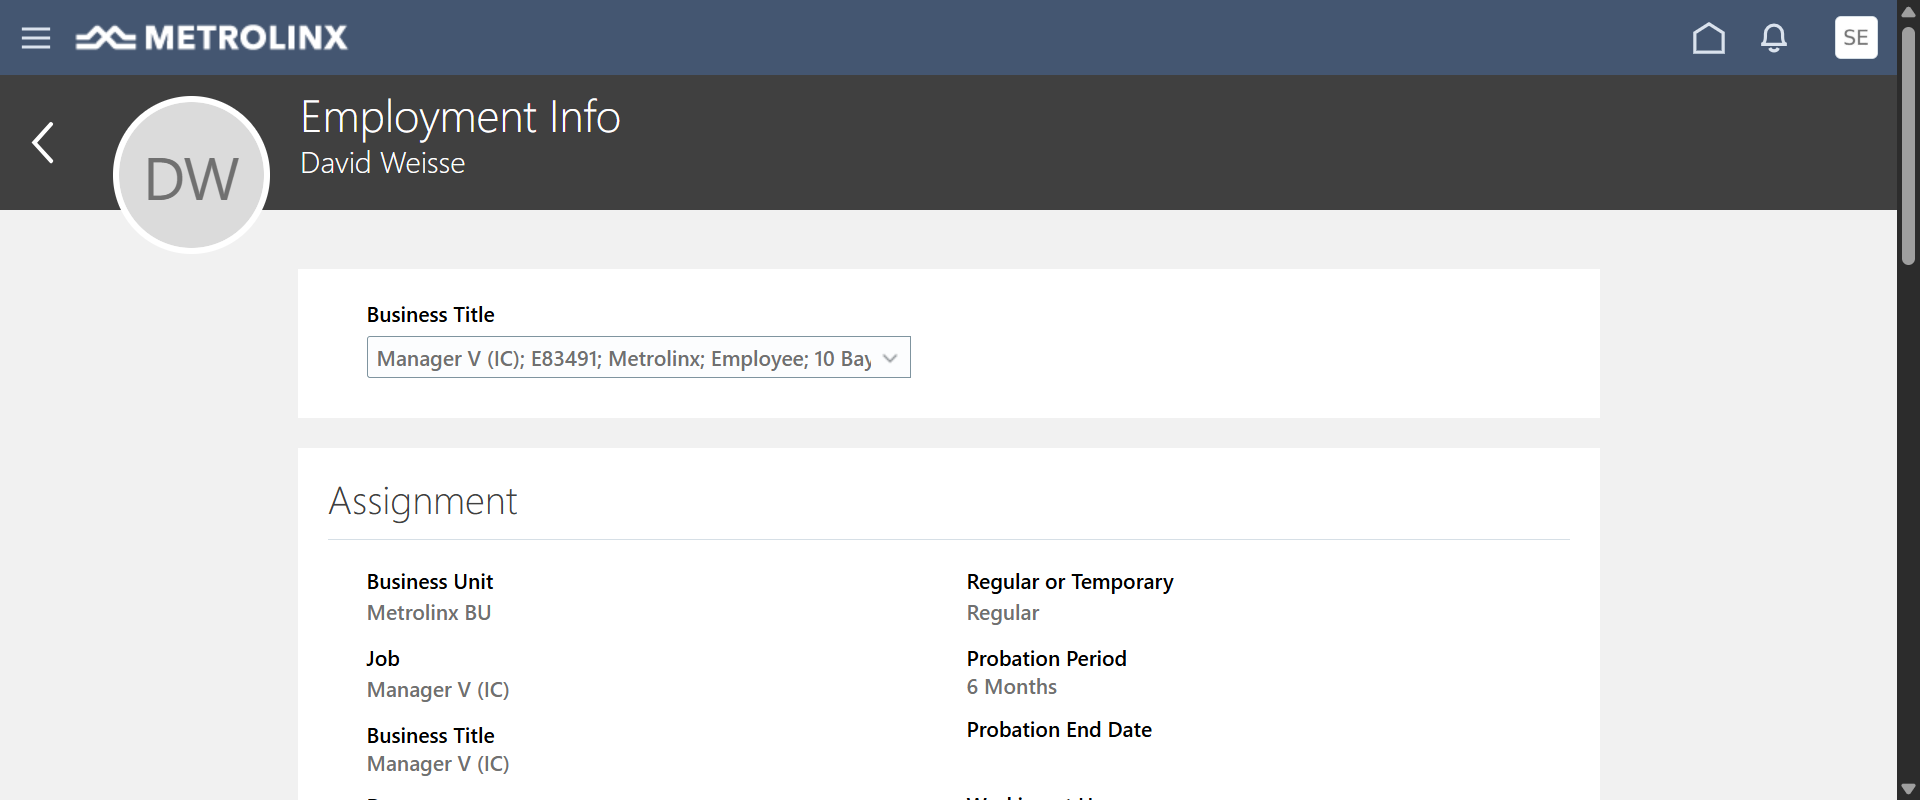 METROLINX
SE
DW
Employment Info
David Weisse
Business Title
Manager V (IC); E83491; Metrolinx; Employee; 10 Bay
Assignment
Business Unit
Metrolinx BU
Job
Manager V (IC)
Business Title
Manager V (IC)
Regular or Temporary
Regular
Probation Period
6 Months
Probation End Date